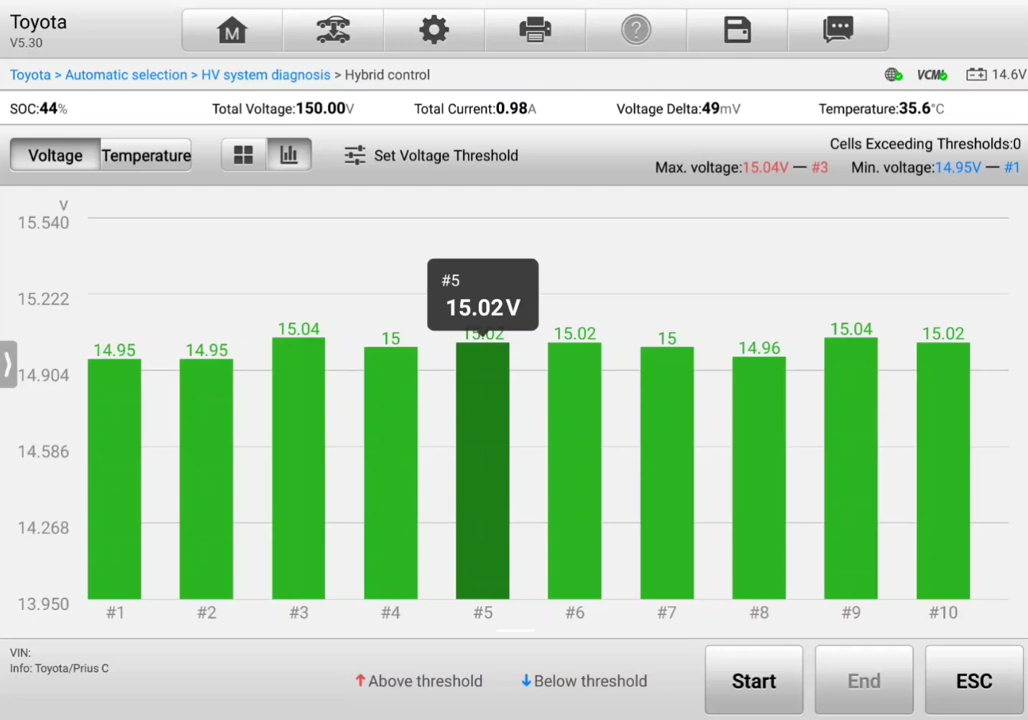 Toyota
V5.30
M
?
Toyota > Automatic selection > HV system diagnosis > Hybrid control
VCMI
14.6V
SOC:44% Total Voltage:150.00V Total Current:0.98A Voltage Delta:49mV Temperature:35.6°C
Voltage Temperature Set Voltage Threshold
Cells Exceeding Thresholds:0
Max. voltage:15.04V — #3 Min. voltage:14.95V — #1
V
15.540
15.222
14.904
14.586
14.268
13.950
#5
15.02V
14.95 14.95 15.04 15 15.02 15.02 15 14.96 15.04 15.02
#1 #2 #3 #4 #5 #6 #7 #8 #9 #10
VIN:
Info: Toyota/Prius C
↑Above threshold ↓Below threshold
Start End ESC